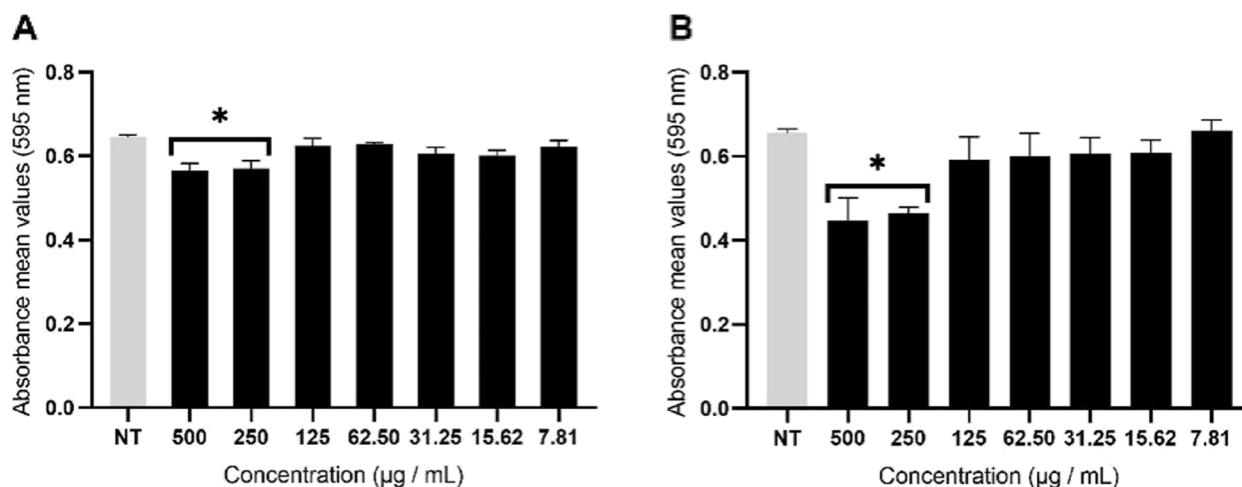 A
Absorbance mean values (595 nm)
0.8
0.6
0.4
0.2
0.0
*
NT 500 250 125 62.50 31.25 15.62 7.81
Concentration (µg / mL)
B
Absorbance mean values (595 nm)
0.8
0.6
0.4
0.2
0.0
*
NT 500 250 125 62.50 31.25 15.62 7.81
Concentration (µg / mL)